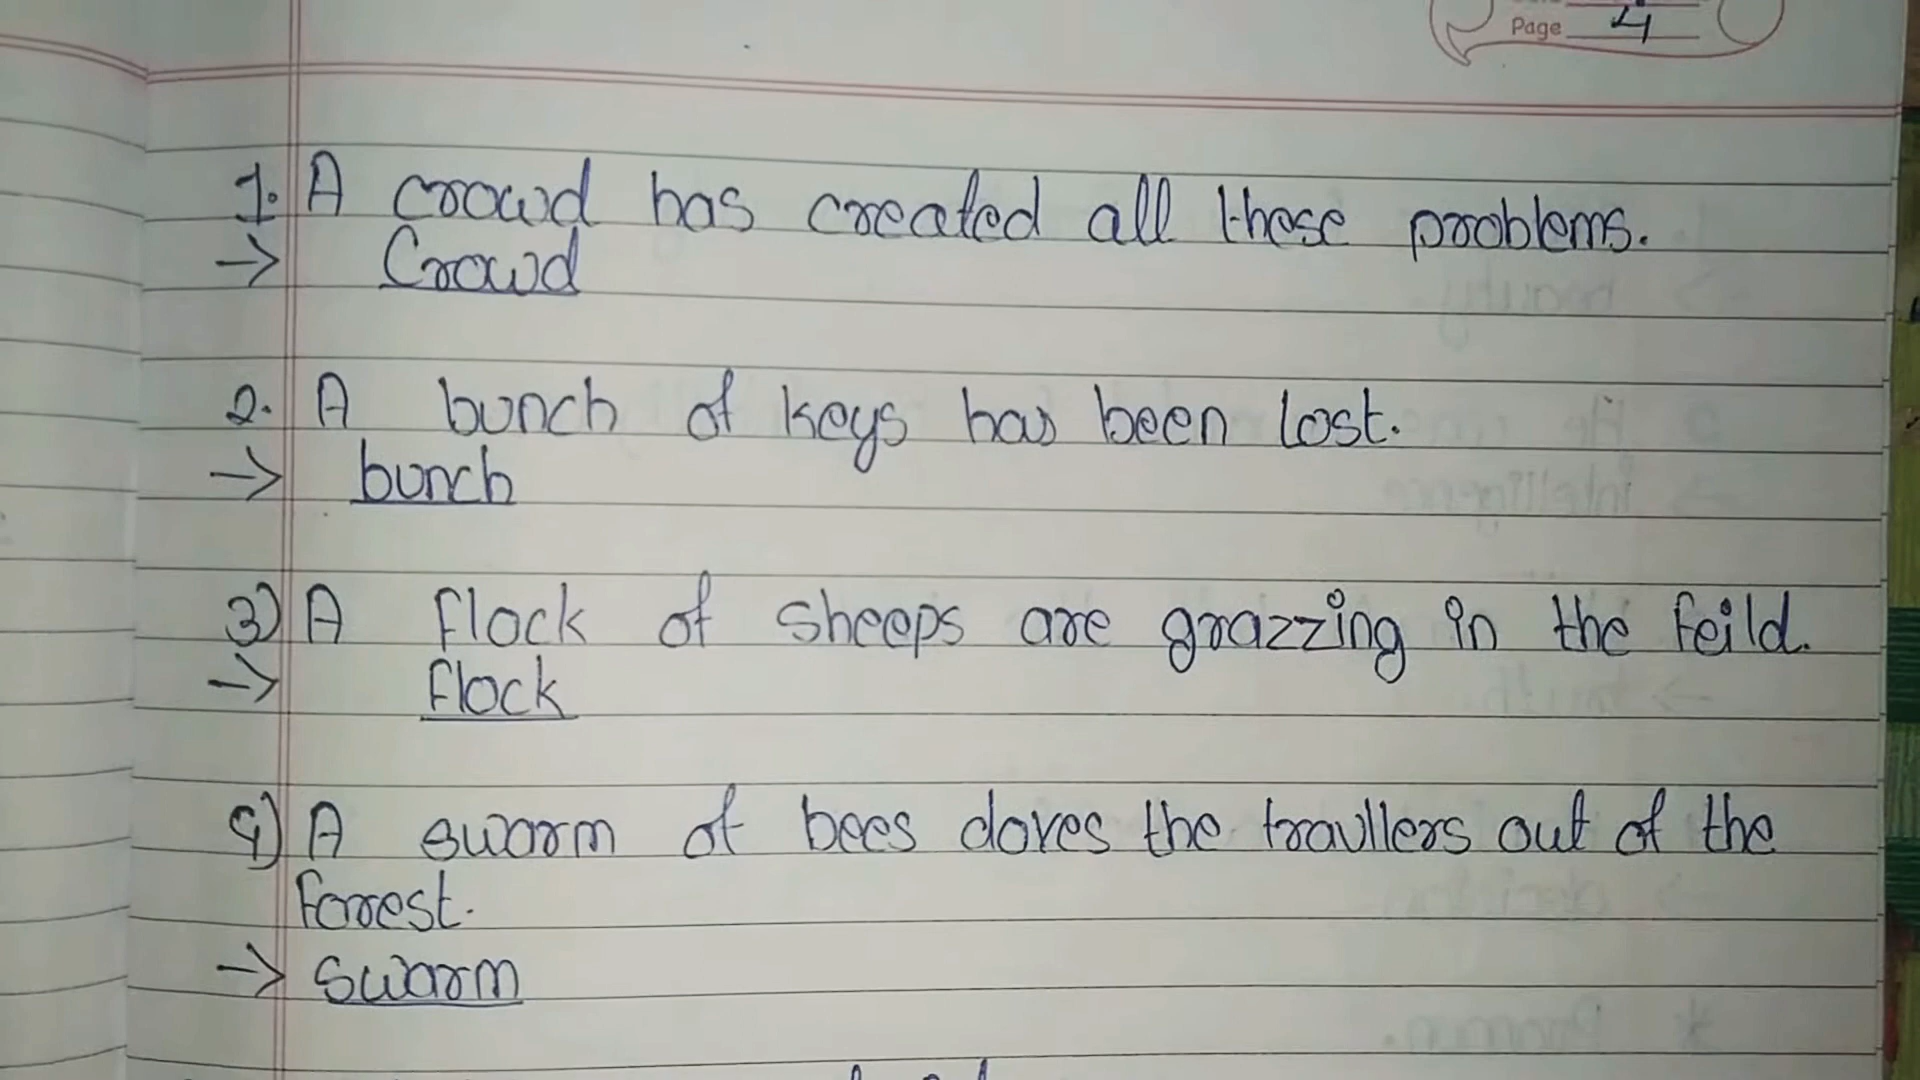 Page 4
1. A crowd has created all these problems.
→ Crowd
2. A bunch of keys has been lost.
→ bunch
3) A flock of sheeps are grazzing in the feild.
→ flock
4) A swarm of bees doves the travllers out of the
forrest.
→ swarm